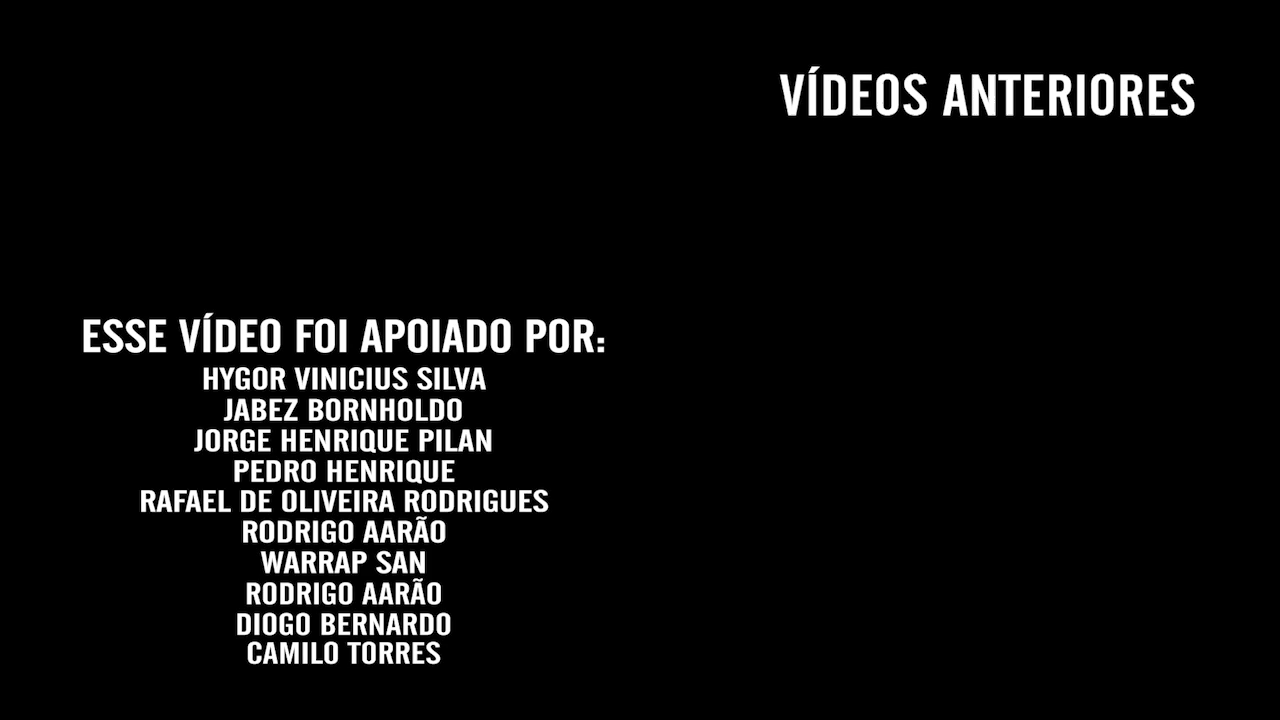 VÍDEOS ANTERIORES
ESSE VÍDEO FOI APOIADO POR:
HYGOR VINICIUS SILVA
JABEZ BORNHOLDO
JORGE HENRIQUE PILAN
PEDRO HENRIQUE
RAFAEL DE OLIVEIRA RODRIGUES
RODRIGO AARÃO
WARRAP SAN
RODRIGO AARÃO
DIOGO BERNARDO
CAMILO TORRES